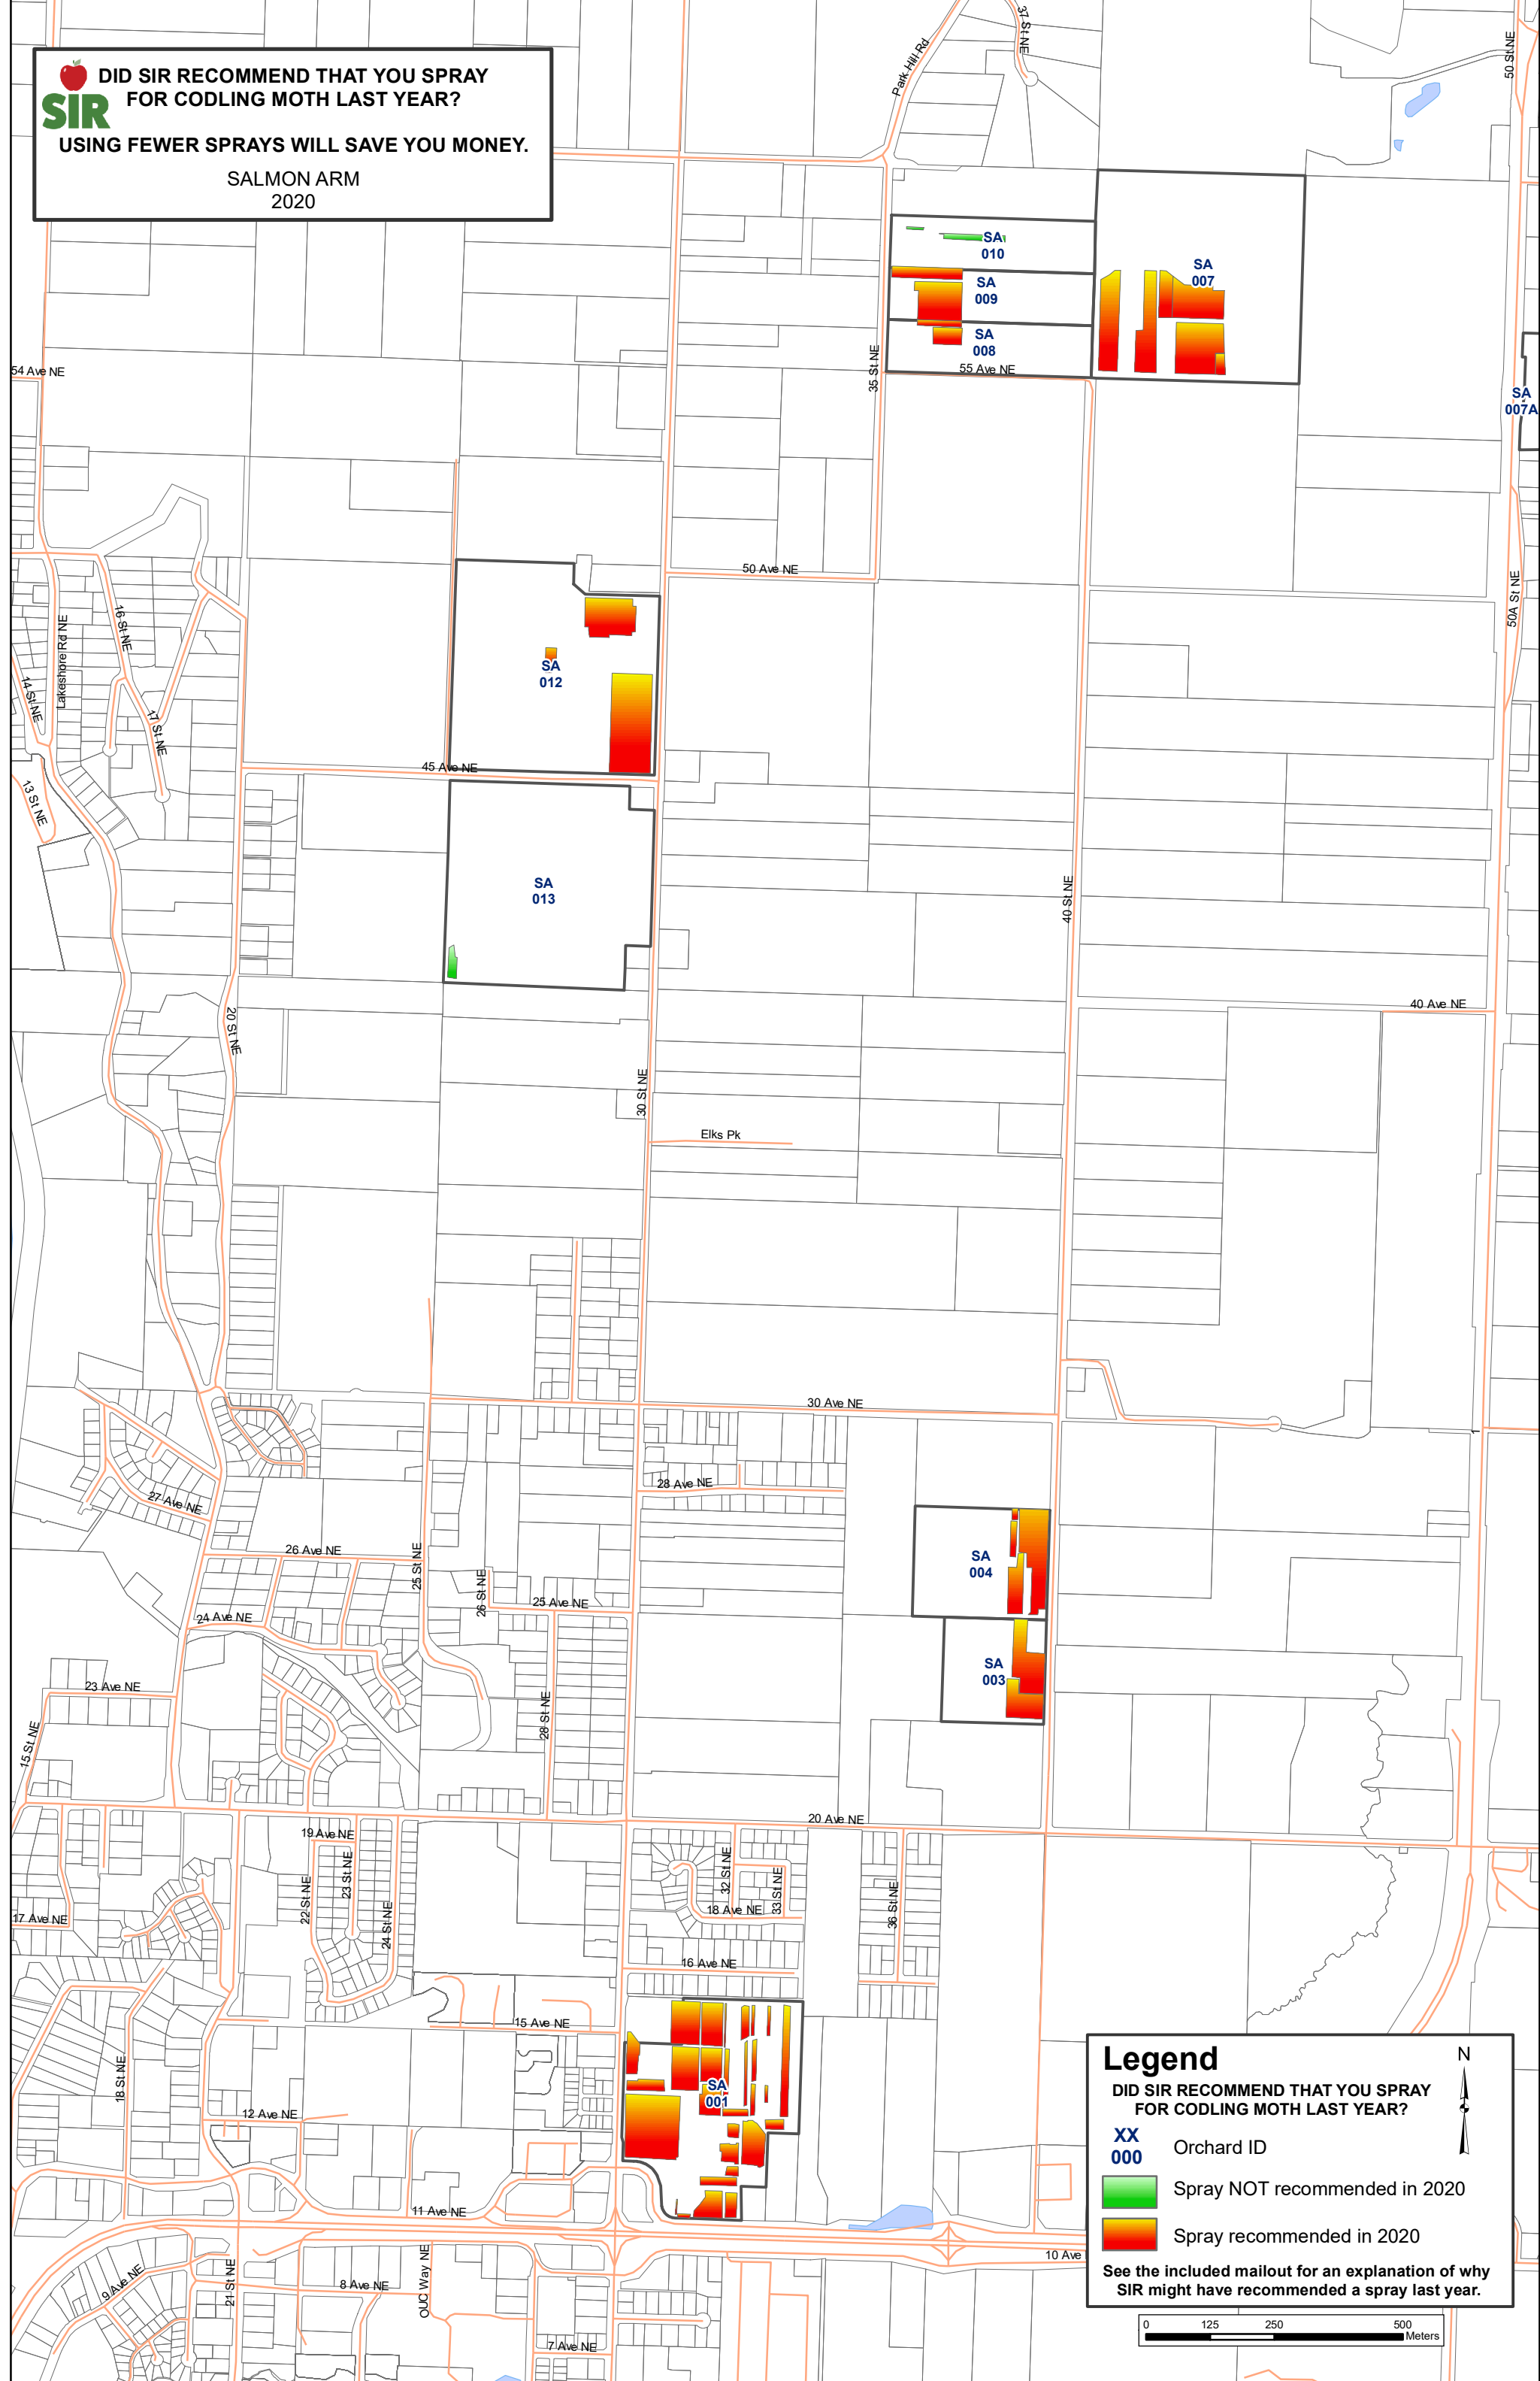 DID SIR RECOMMEND THAT YOU SPRAY
FOR CODLING MOTH LAST YEAR?
SIR
USING FEWER SPRAYS WILL SAVE YOU MONEY.
SALMON ARM
2020
37 St NE
Park Hill Rd
50 St NE
SA
010
SA
007
SA
009
SA
008
35 St NE
55 Ave NE
54 Ave NE
SA
007A
50 Ave NE
50A St NE
16 St NE
Lakeshore Rd NE
SA
012
14 St NE
17 St NE
45 Ave NE
13 St NE
SA
013
40 St NE
40 Ave NE
20 St NE
30 St NE
Elks Pk
30 Ave NE
28 Ave NE
27 Ave NE
26 Ave NE
25 St NE
26 St NE
SA
004
25 Ave NE
24 Ave NE
SA
003
23 Ave NE
28 St NE
15 St NE
20 Ave NE
19 Ave NE
23 St NE
32 St NE
33 St NE
22 St NE
36 St NE
18 Ave NE
17 Ave NE
24 St NE
16 Ave NE
15 Ave NE
18 St NE
SA
001
12 Ave NE
11 Ave NE
10 Ave
9 Ave NE
21 St NE
8 Ave NE
OUC Way NE
7 Ave NE
Legend
N
DID SIR RECOMMEND THAT YOU SPRAY
FOR CODLING MOTH LAST YEAR?
XX
000
Orchard ID
Spray NOT recommended in 2020
Spray recommended in 2020
See the included mailout for an explanation of why
SIR might have recommended a spray last year.
0 125 250 500
Meters